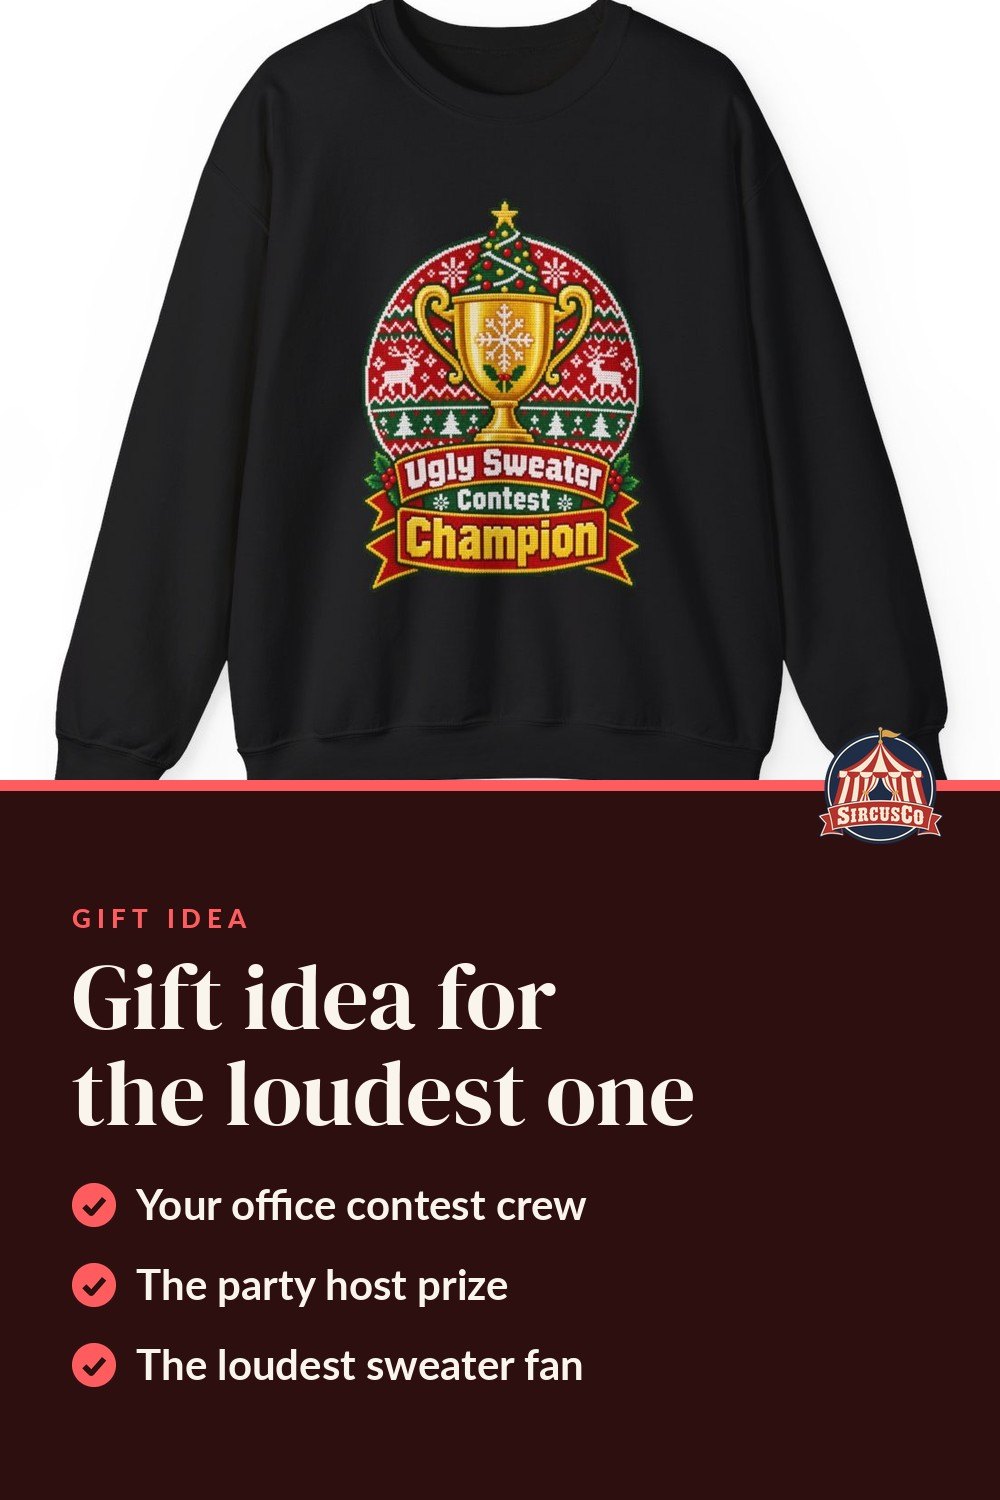 Ugly Sweater
Contest
Champion
SIRCUSCO
GIFT IDEA
Gift idea for
the loudest one
Your office contest crew
The party host prize
The loudest sweater fan